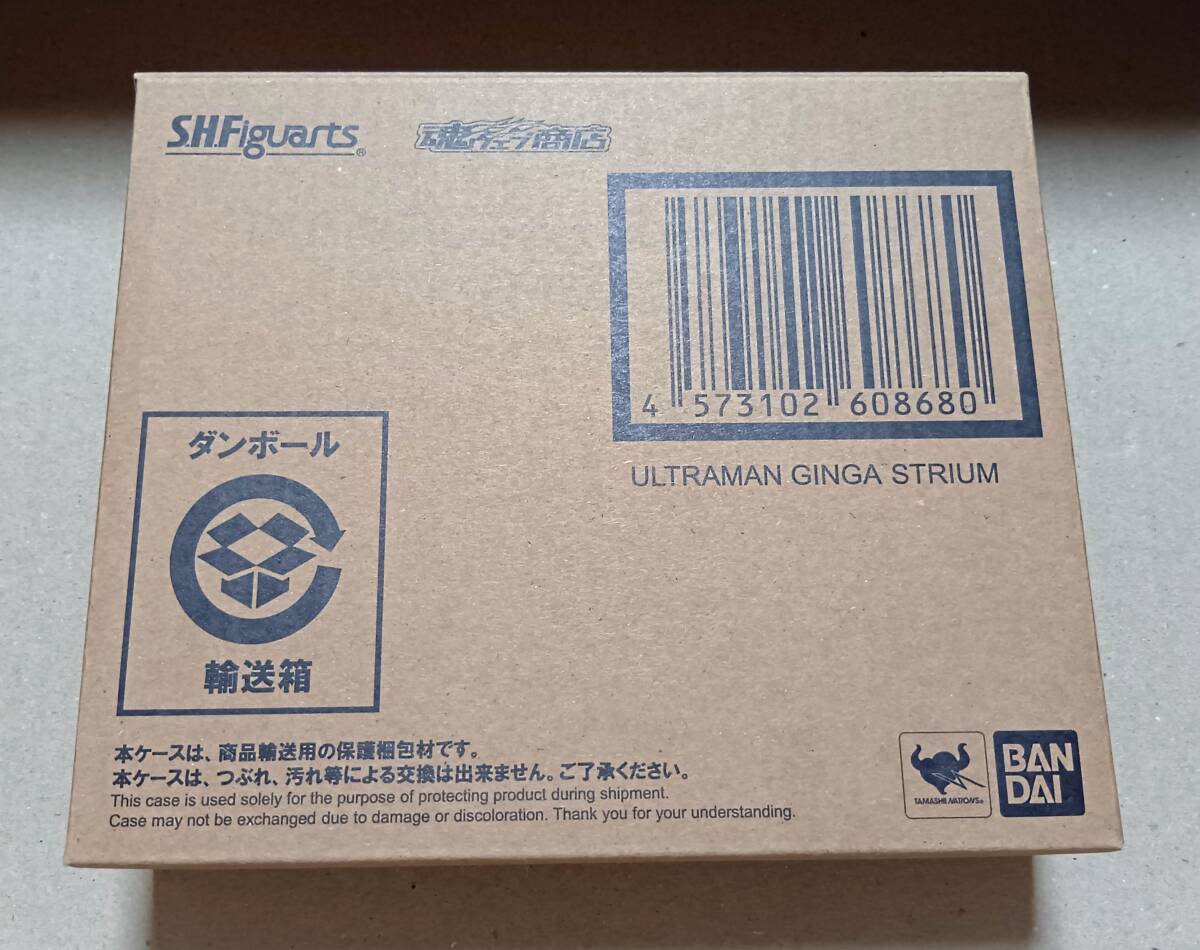 S.H.Figuarts®
魂ウェブ商店
4 573102 608680
ULTRAMAN GINGA STRIUM
ダンボール
輸送箱
本ケースは、商品輸送用の保護梱包材です。
本ケースは、つぶれ、汚れ等による交換は出来ません。ご了承ください。
This case is used solely for the purpose of protecting product during shipment.
Case may not be exchanged due to damage or discoloration. Thank you for your understanding.
TAMASHII NATIONS®
BAN
DAI